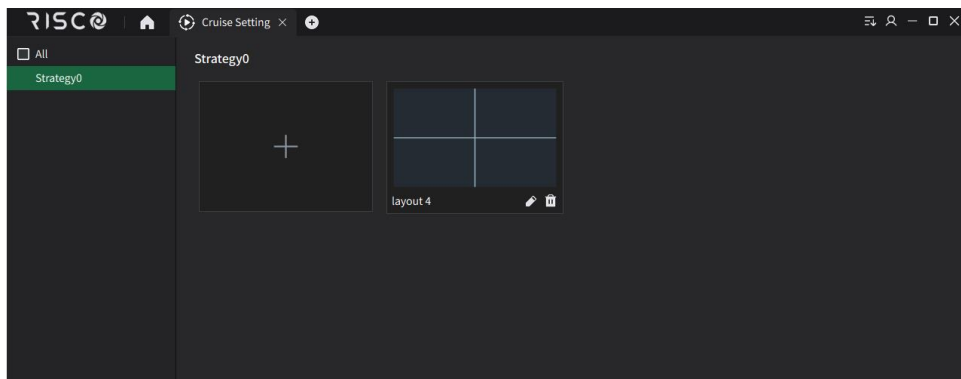 RISCO
Cruise Setting
All
Strategy0
Strategy0
layout 4